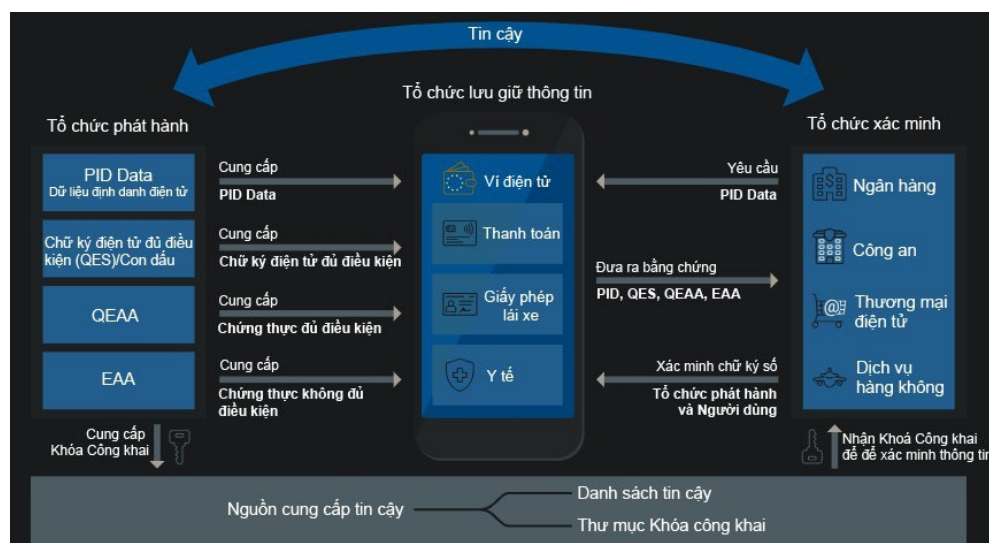 Tin cậy
Tổ chức lưu giữ thông tin
Tổ chức phát hành
Tổ chức xác minh
PID Data
Dữ liệu định danh điện tử
Chữ ký điện tử đủ điều
kiện (QES)/Con dấu
QEAA
EAA
Cung cấp
PID Data
Cung cấp
Chữ ký điện tử đủ điều kiện
Cung cấp
Chứng thực đủ điều kiện
Cung cấp
Chứng thực không đủ
điều kiện
Ví điện tử
Thanh toán
Giấy phép
lái xe
Y tế
Yêu cầu
PID Data
Đưa ra bằng chứng
PID, QES, QEAA, EAA
Xác minh chữ ký số
Tổ chức phát hành
và Người dùng
Ngân hàng
Công an
Thương mại
điện tử
Dịch vụ
hàng không
Cung cấp
Khóa Công khai
Nhận Khoá Công khai
để để xác minh thông tin
Nguồn cung cấp tin cậy
Danh sách tin cậy
Thư mục Khóa công khai